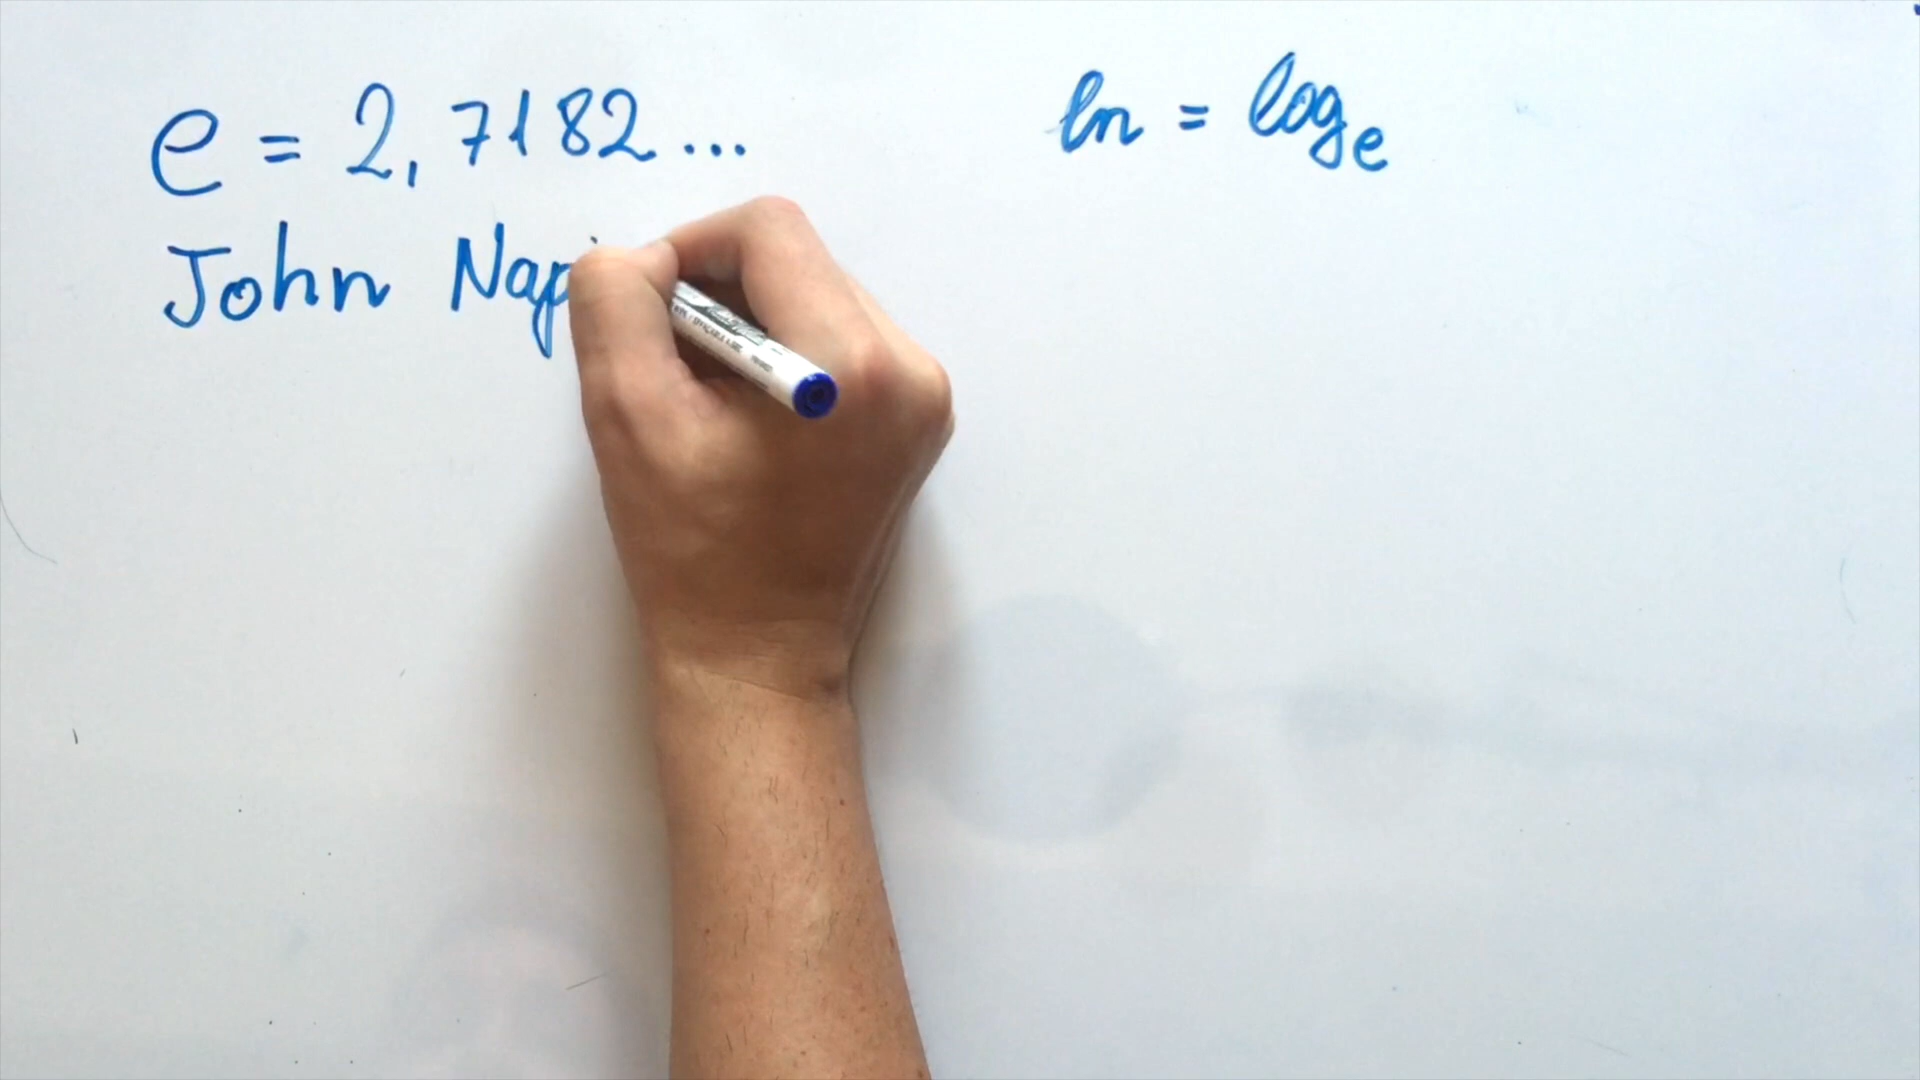 e = 2,7182...
ln = log_e
John Nap